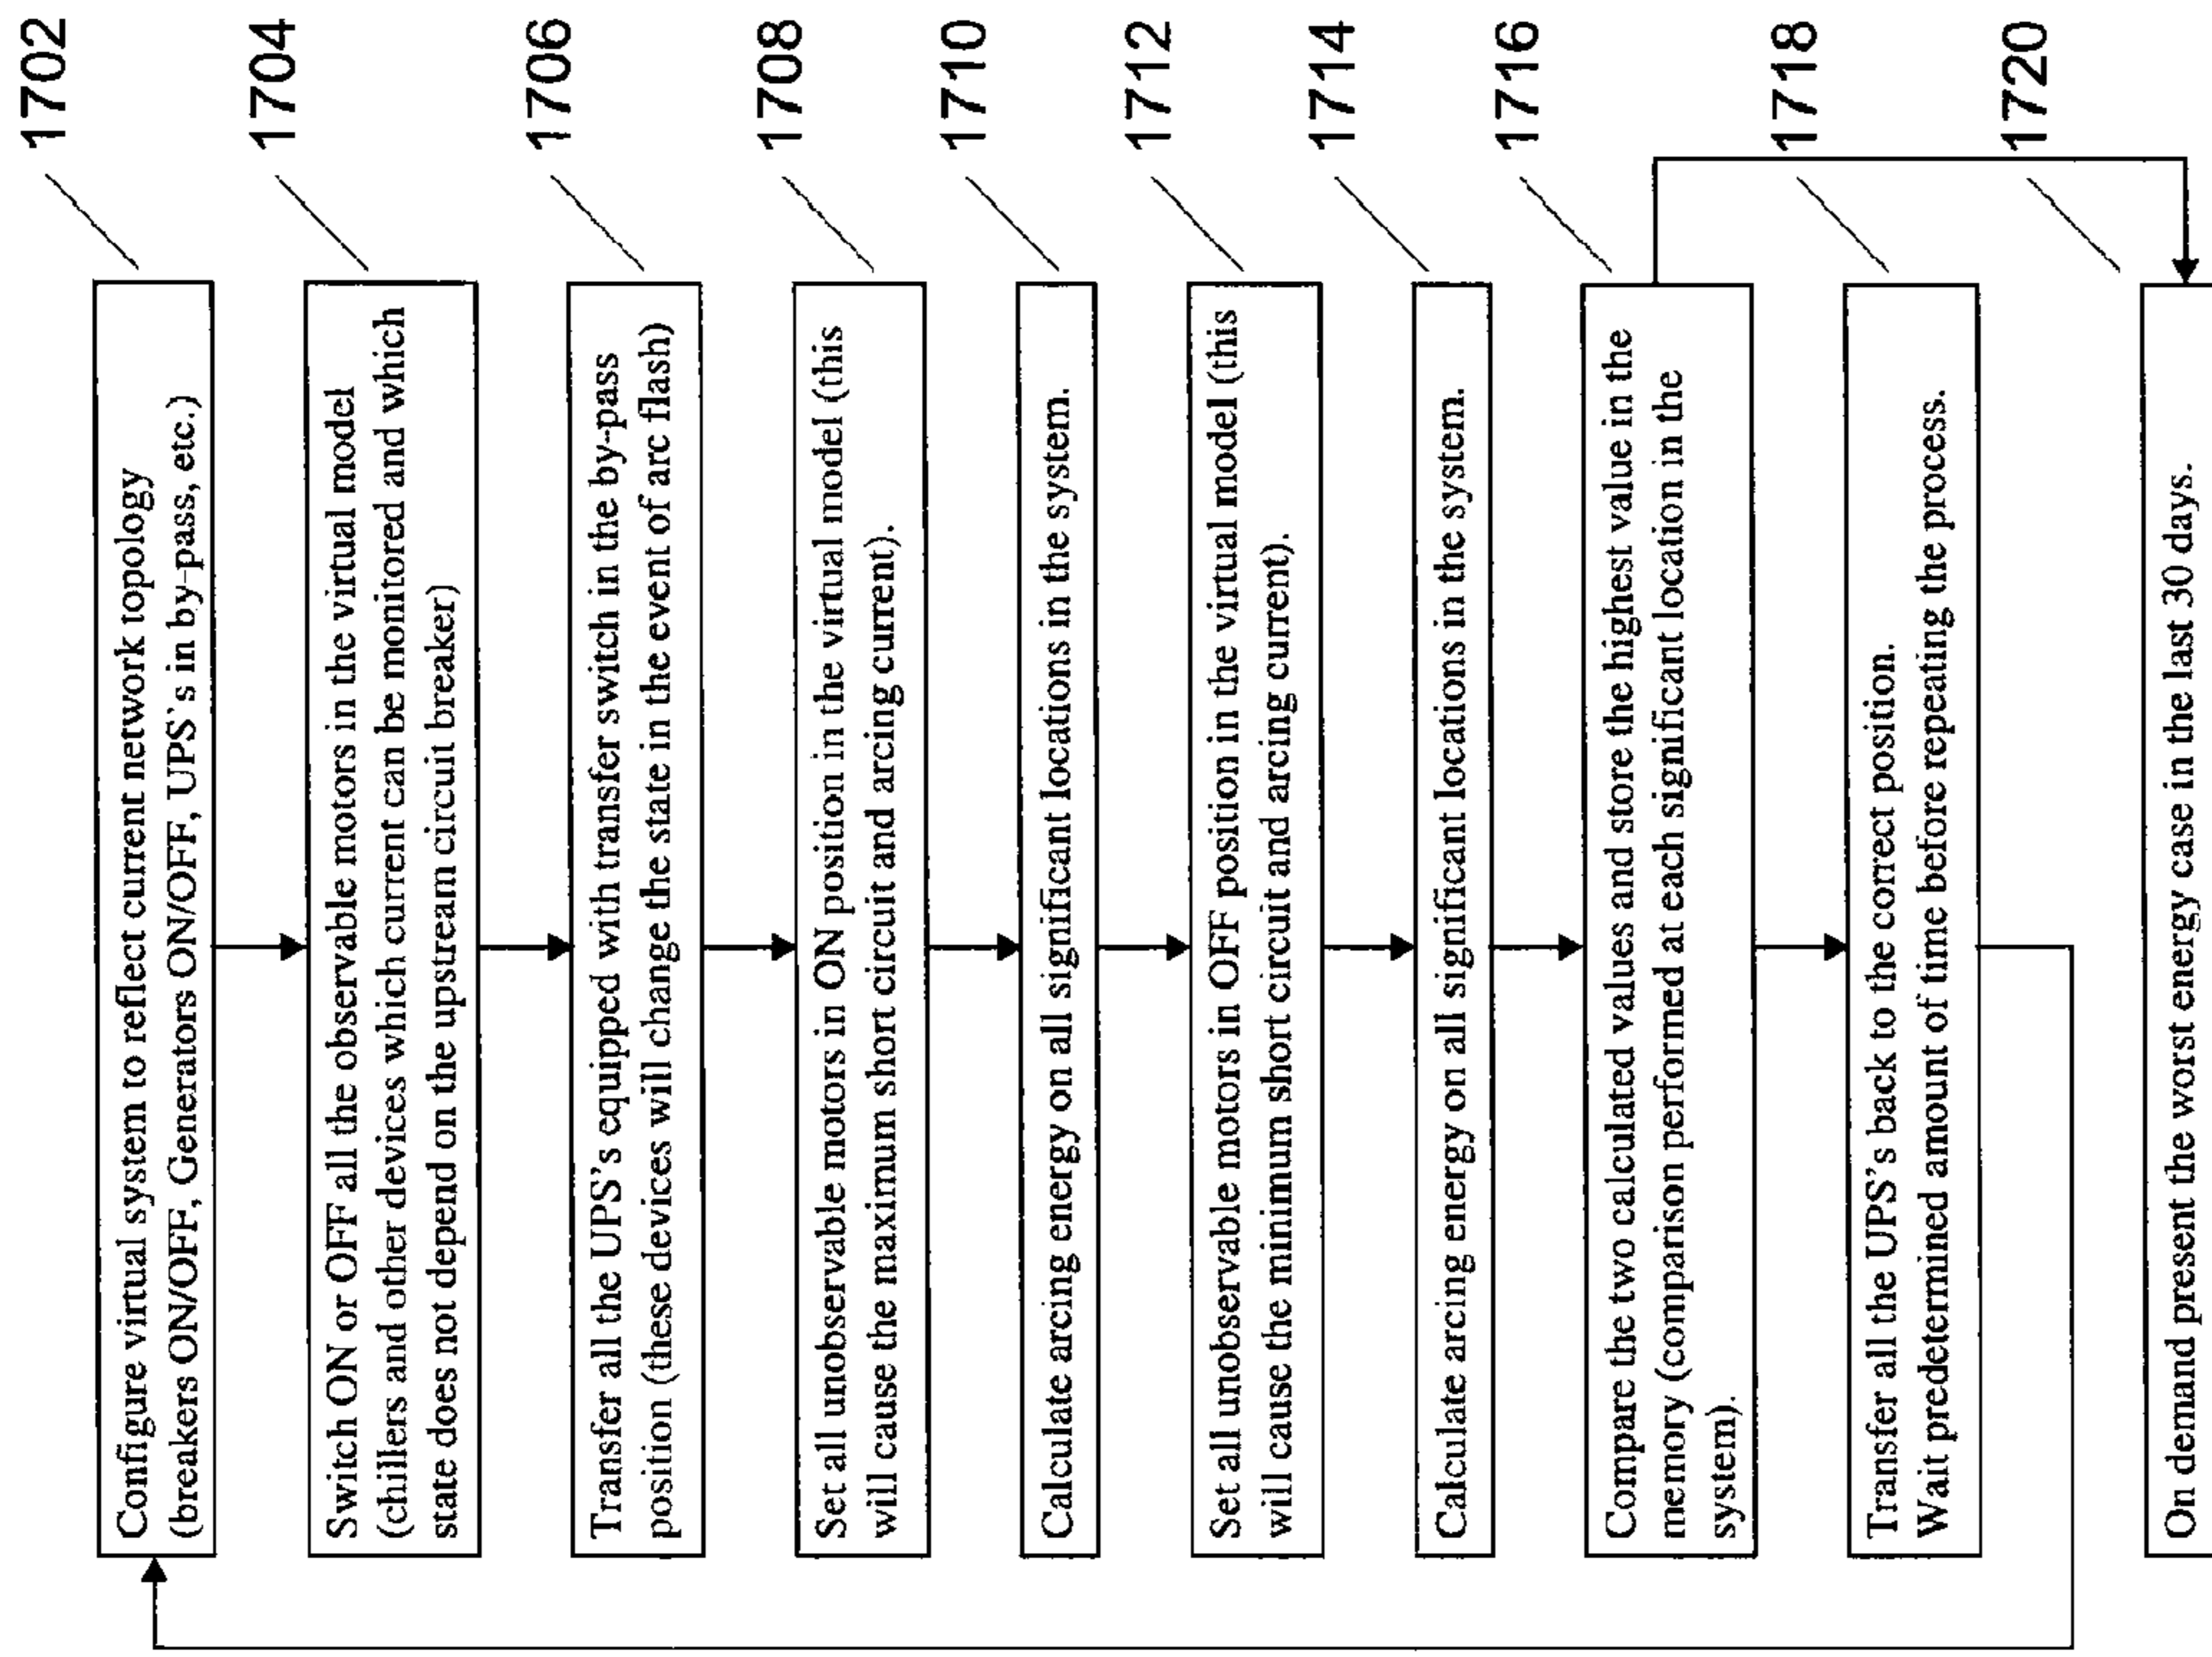 Configure virtual system to reflect current network topology
(breakers ON/OFF, Generators ON/OFF, UPS`s in by-pass, etc.)
1702
Switch ON or OFF all the observable motors in the virtual model
(chillers and other devices which current can be monitored and which
state does not depend on the upstream circuit breaker)
1704
Transfer all the UPS's equipped with transfer switch in the by-pass
position (these devices will change the state in the event of arc flash)
1706
Set all unobservable motors in ON position in the virtual model (this
will cause the maximum short circuit and arcing current).
1708
Calculate arcing energy on all significant locations in the system.
1710
Set all unobservable motors in OFF position in the virtual model (this
will cause the minimum short circuit and arcing current).
1712
Calculate arcing energy on all significant locations in the system.
1714
Compare the two calculated values and store the highest value in the
memory (comparison performed at each significant location in the
system).
1716
Transfer all the UPS's back to the correct position.
Wait predetermined amount of time before repeating the process.
1718
On demand present the worst energy case in the last 30 days.
1720